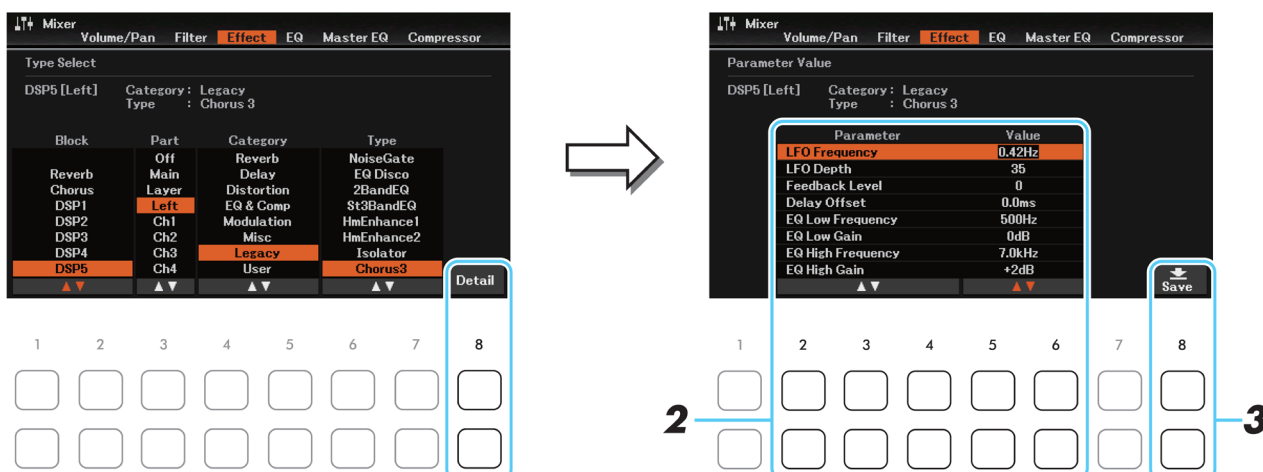 Mixer
Volume/Pan Filter Effect EQ Master EQ Compressor
Type Select
DSP5 [Left] Category : Legacy
Type : Chorus 3
Block Part Category Type
Off Reverb NoiseGate
Reverb Main Delay EQ Disco
Chorus Layer Distortion 2BandEQ
DSP1 Left EQ & Comp St3BandEQ
DSP2 Ch1 Modulation HmEnhance1
DSP3 Ch2 Misc HmEnhance2
DSP4 Ch3 Legacy Isolator
DSP5 Ch4 User Chorus3
Detail
1 2 3 4 5 6 7 8
Mixer
Volume/Pan Filter Effect EQ Master EQ Compressor
Parameter Value
DSP5 [Left] Category : Legacy
Type : Chorus 3
Parameter Value
LFO Frequency 0.42Hz
LFO Depth 35
Feedback Level 0
Delay Offset 0.0ms
EQ Low Frequency 500Hz
EQ Low Gain 0dB
EQ High Frequency 7.0kHz
EQ High Gain +2dB
Save
1 2 3 4 5 6 7 8
2
3